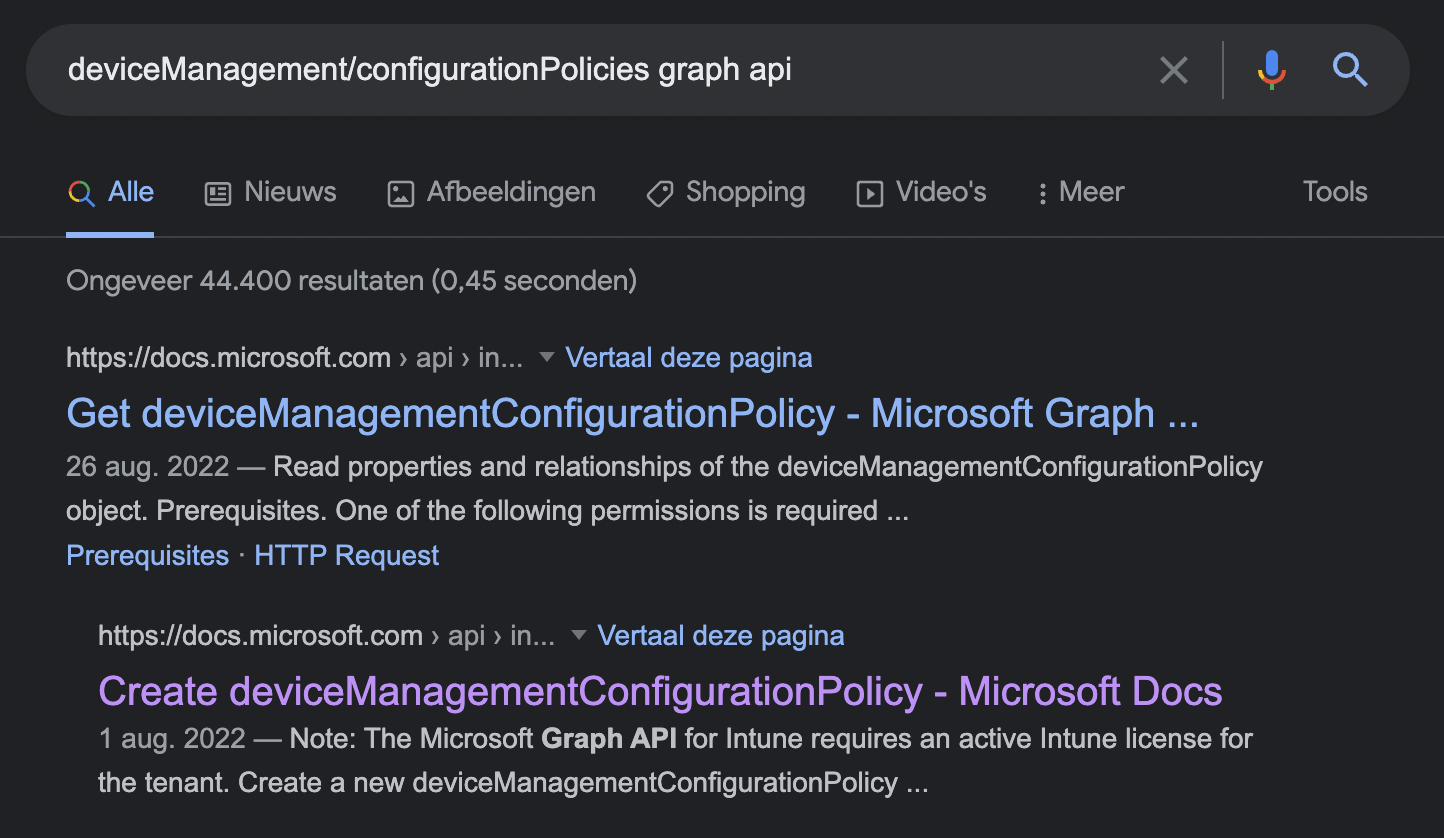 deviceManagement/configurationPolicies graph api
Alle Nieuws Afbeeldingen Shopping Video's Meer Tools
Ongeveer 44.400 resultaten (0,45 seconden)
https://docs.microsoft.com › api › in... Vertaal deze pagina
Get deviceManagementConfigurationPolicy - Microsoft Graph ...
26 aug. 2022 — Read properties and relationships of the deviceManagementConfigurationPolicy
object. Prerequisites. One of the following permissions is required ...
Prerequisites · HTTP Request
https://docs.microsoft.com › api › in... Vertaal deze pagina
Create deviceManagementConfigurationPolicy - Microsoft Docs
1 aug. 2022 — Note: The Microsoft Graph API for Intune requires an active Intune license for
the tenant. Create a new deviceManagementConfigurationPolicy ...